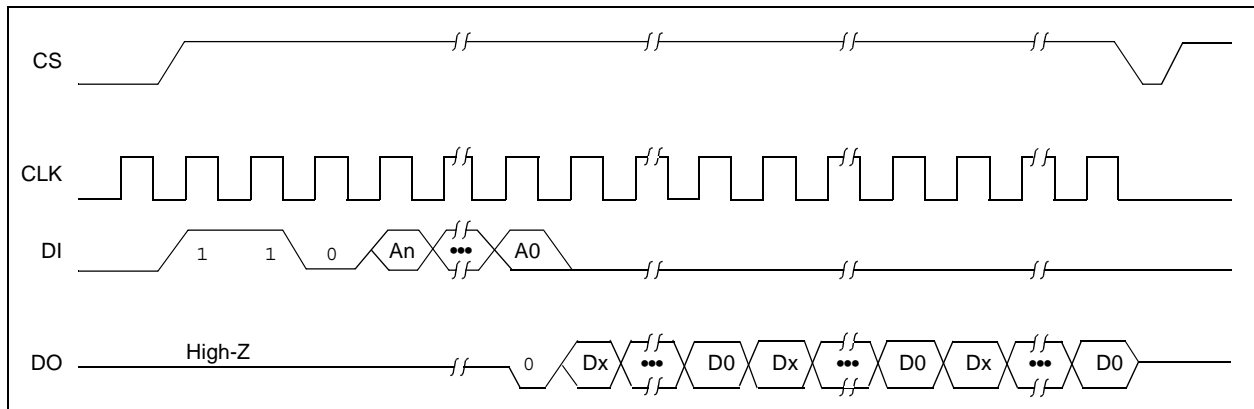 CS
CLK
DI 1 1 0 An ••• A0
High-Z
DO 0 Dx ••• D0 Dx ••• D0 Dx ••• D0